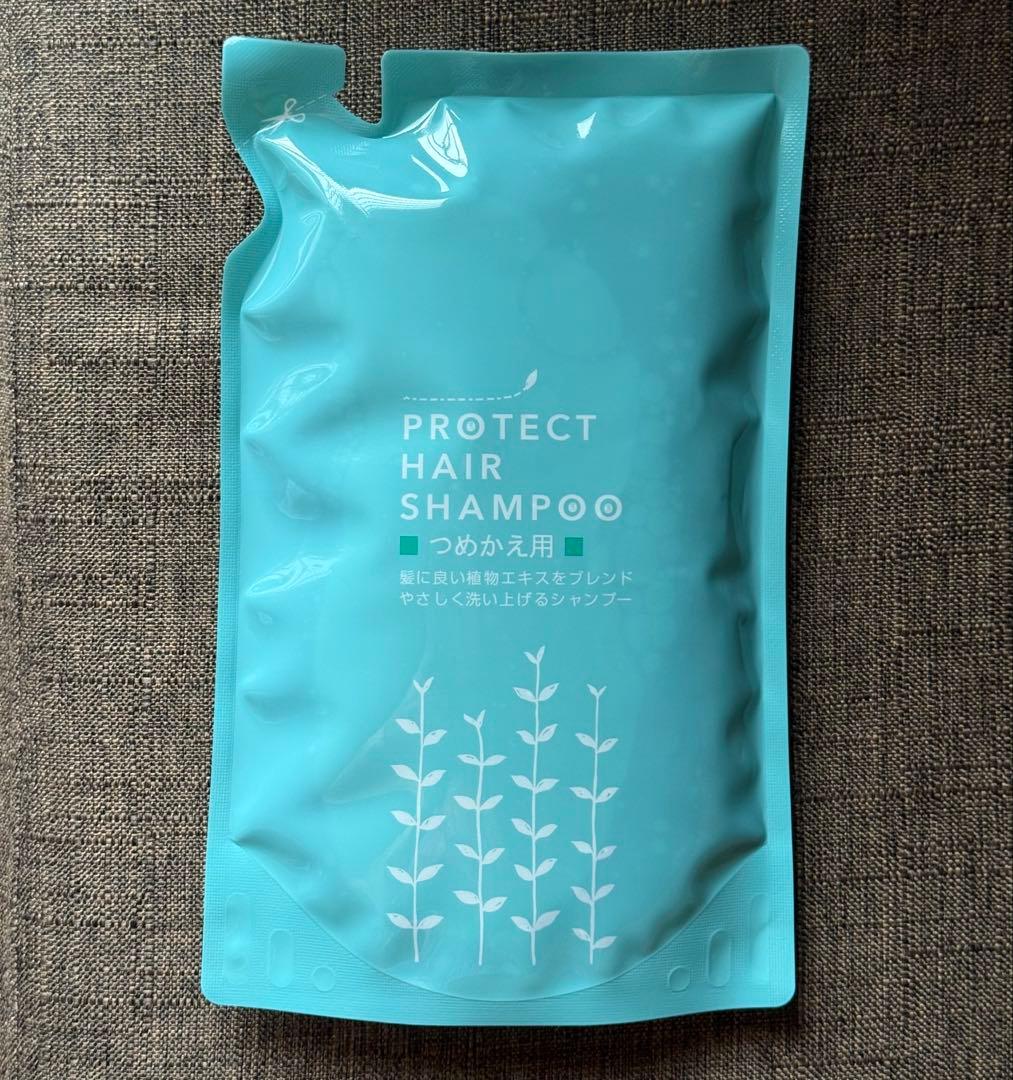 PROTECT
HAIR
SHAMPOO
つめかえ用
髪に良い植物エキスをブレンド
やさしく洗い上げるシャンプー